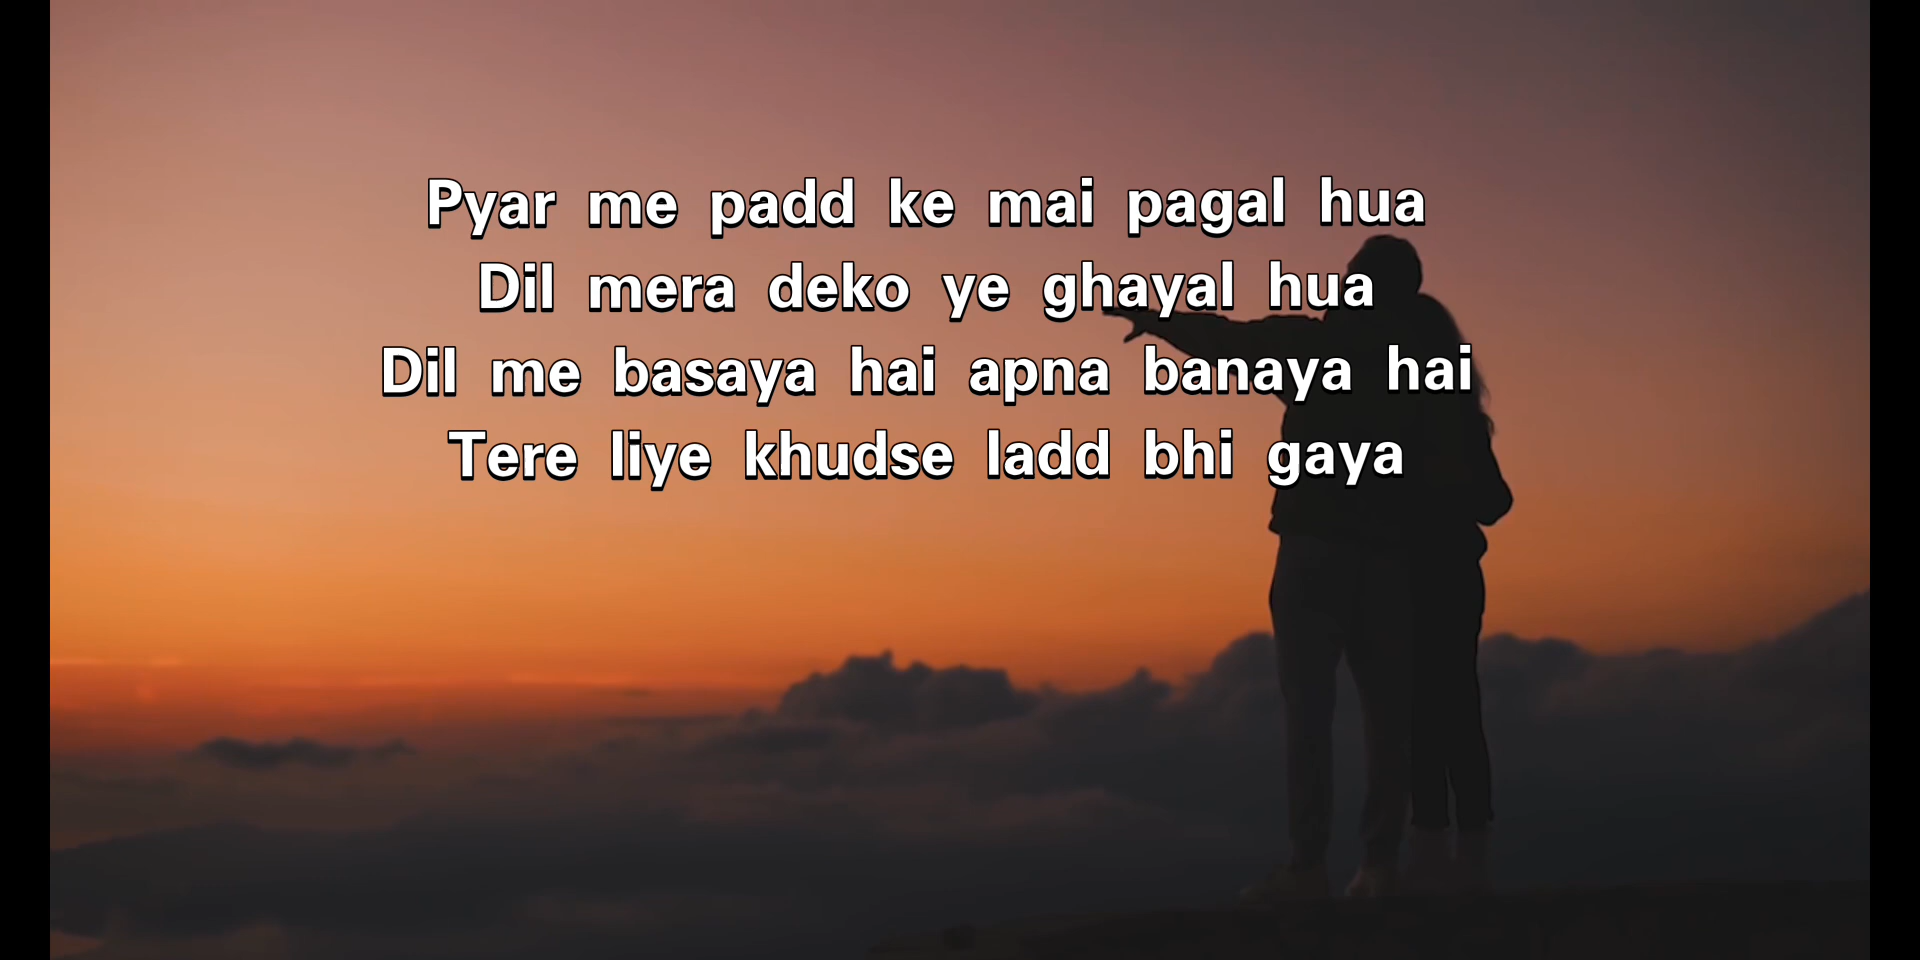 Pyar me padd ke mai pagal hua
Dil mera deko ye ghayal hua
Dil me basaya hai apna banaya hai
Tere liye khudse ladd bhi gaya